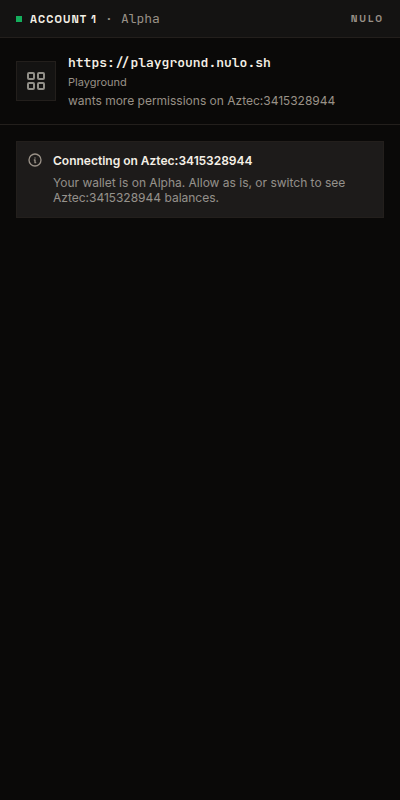 ACCOUNT 1 · Alpha
NULO
https://playground.nulo.sh
Playground
wants more permissions on Aztec:3415328944
Connecting on Aztec:3415328944
Your wallet is on Alpha. Allow as is, or switch to see
Aztec:3415328944 balances.